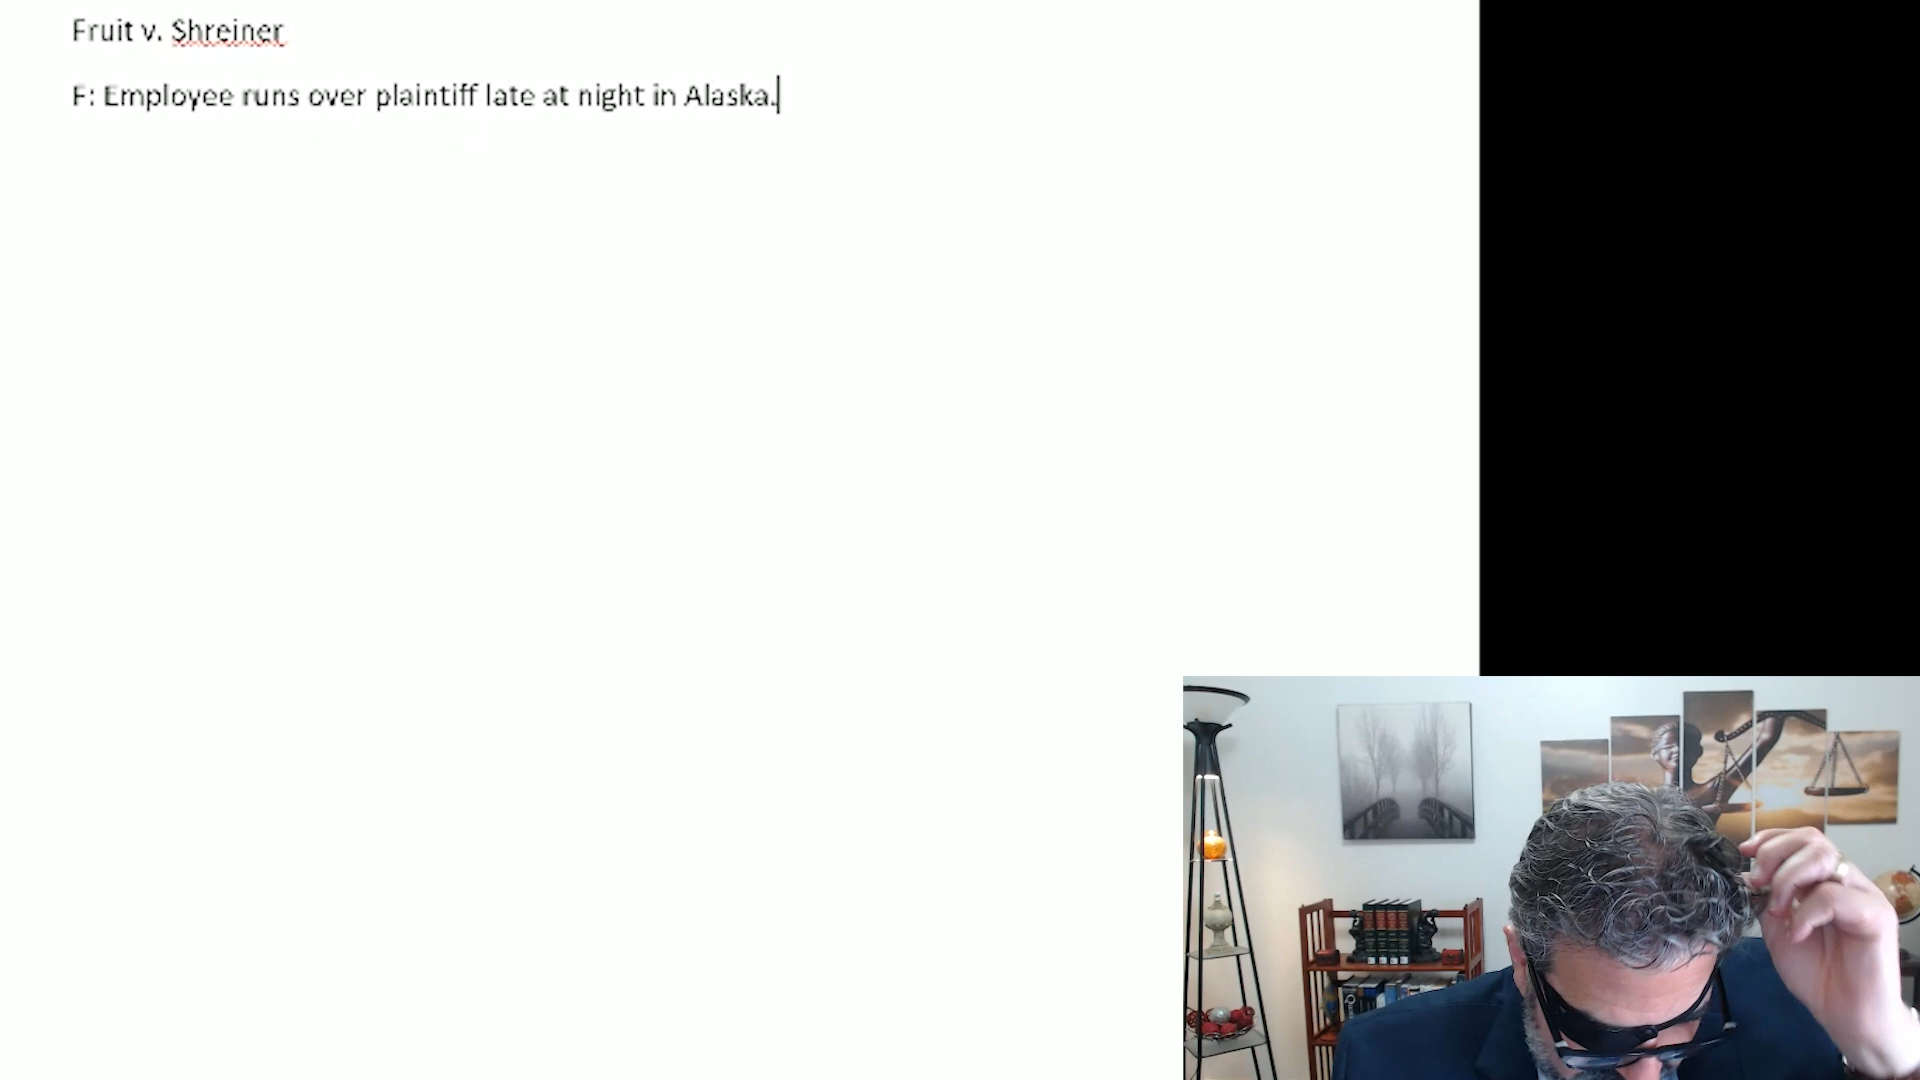 Fruit v. Shreiner
F: Employee runs over plaintiff late at night in Alaska.